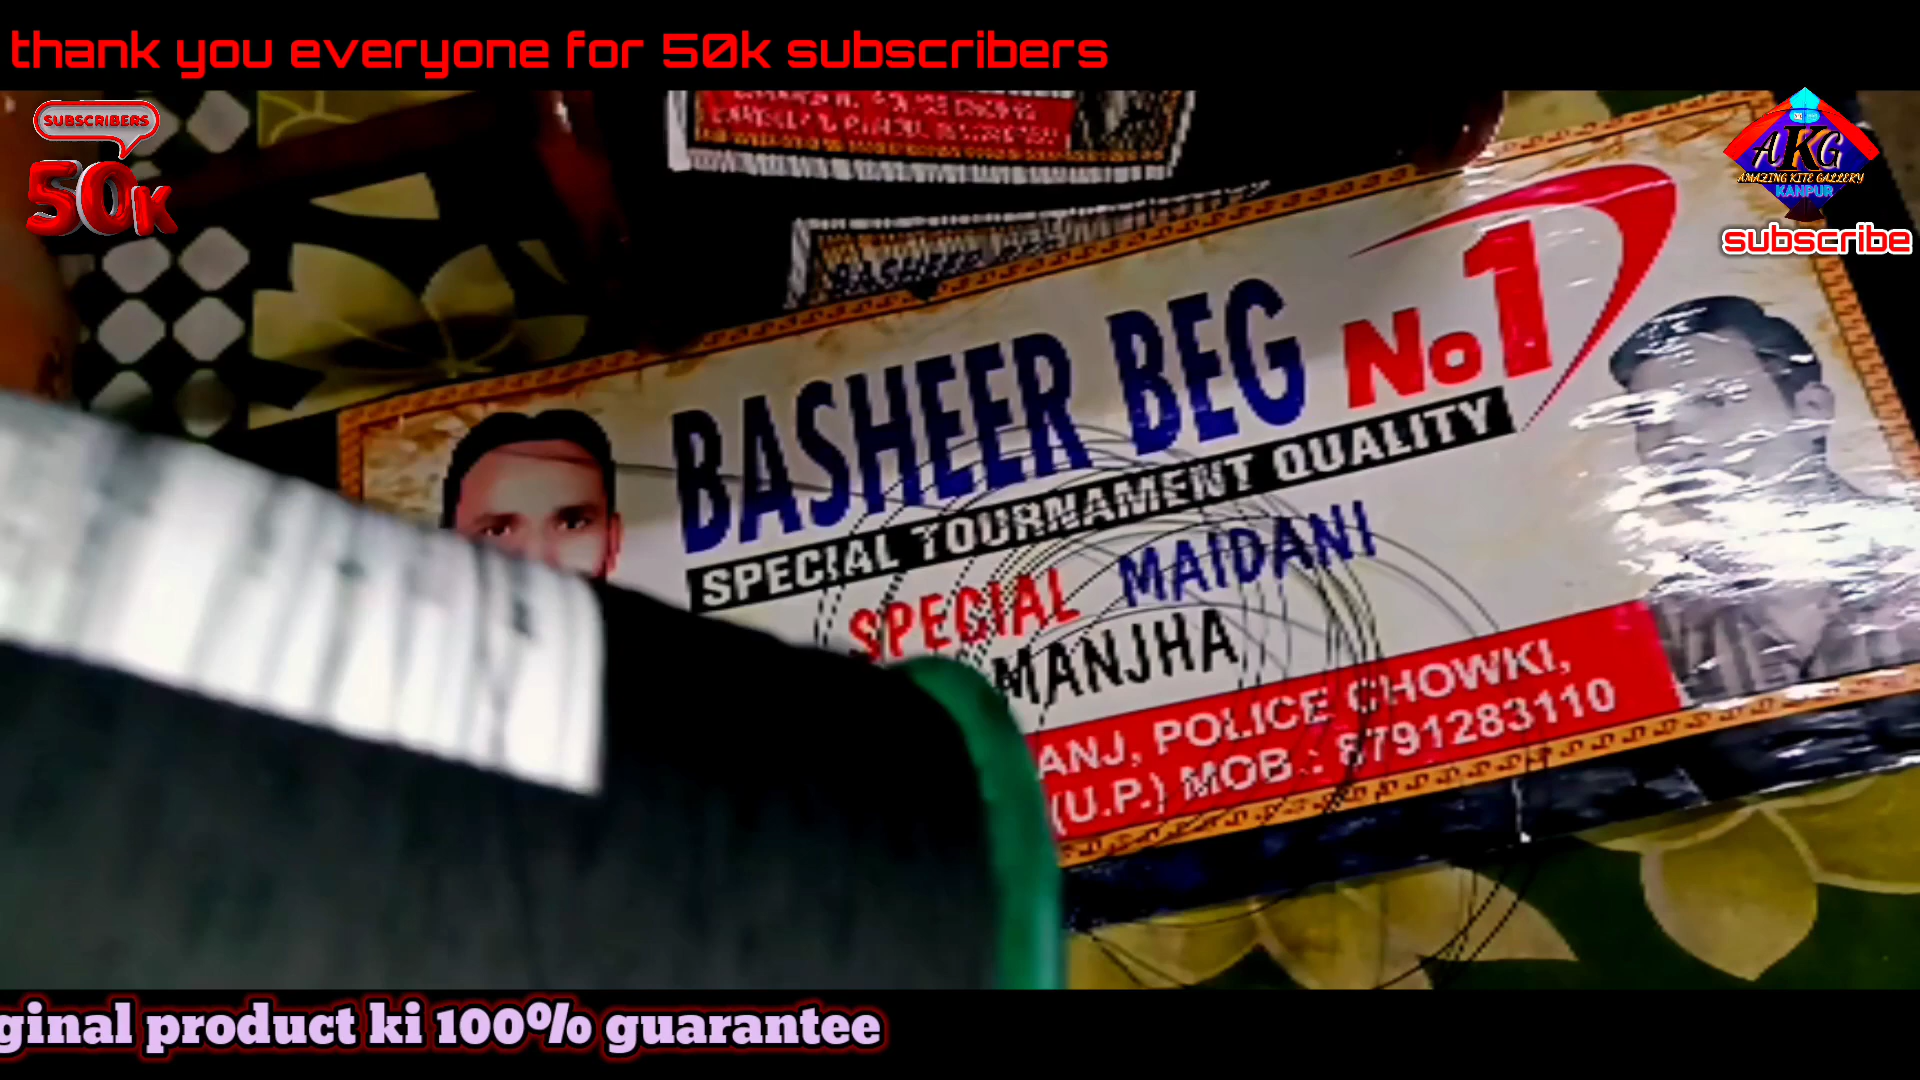 thank you everyone for 50k subscribers
SUBSCRIBERS
50K
AKG
AMAZING KITE GALLERY
KANPUR
subscribe
BASHEER BEG No1
SPECIAL TOURNAMENT QUALITY
SPECIAL MAIDANI
MANJHA
ANJ, POLICE CHOWKI,
(U.P.) MOB.: 8791283110
ginal product ki 100% guarantee